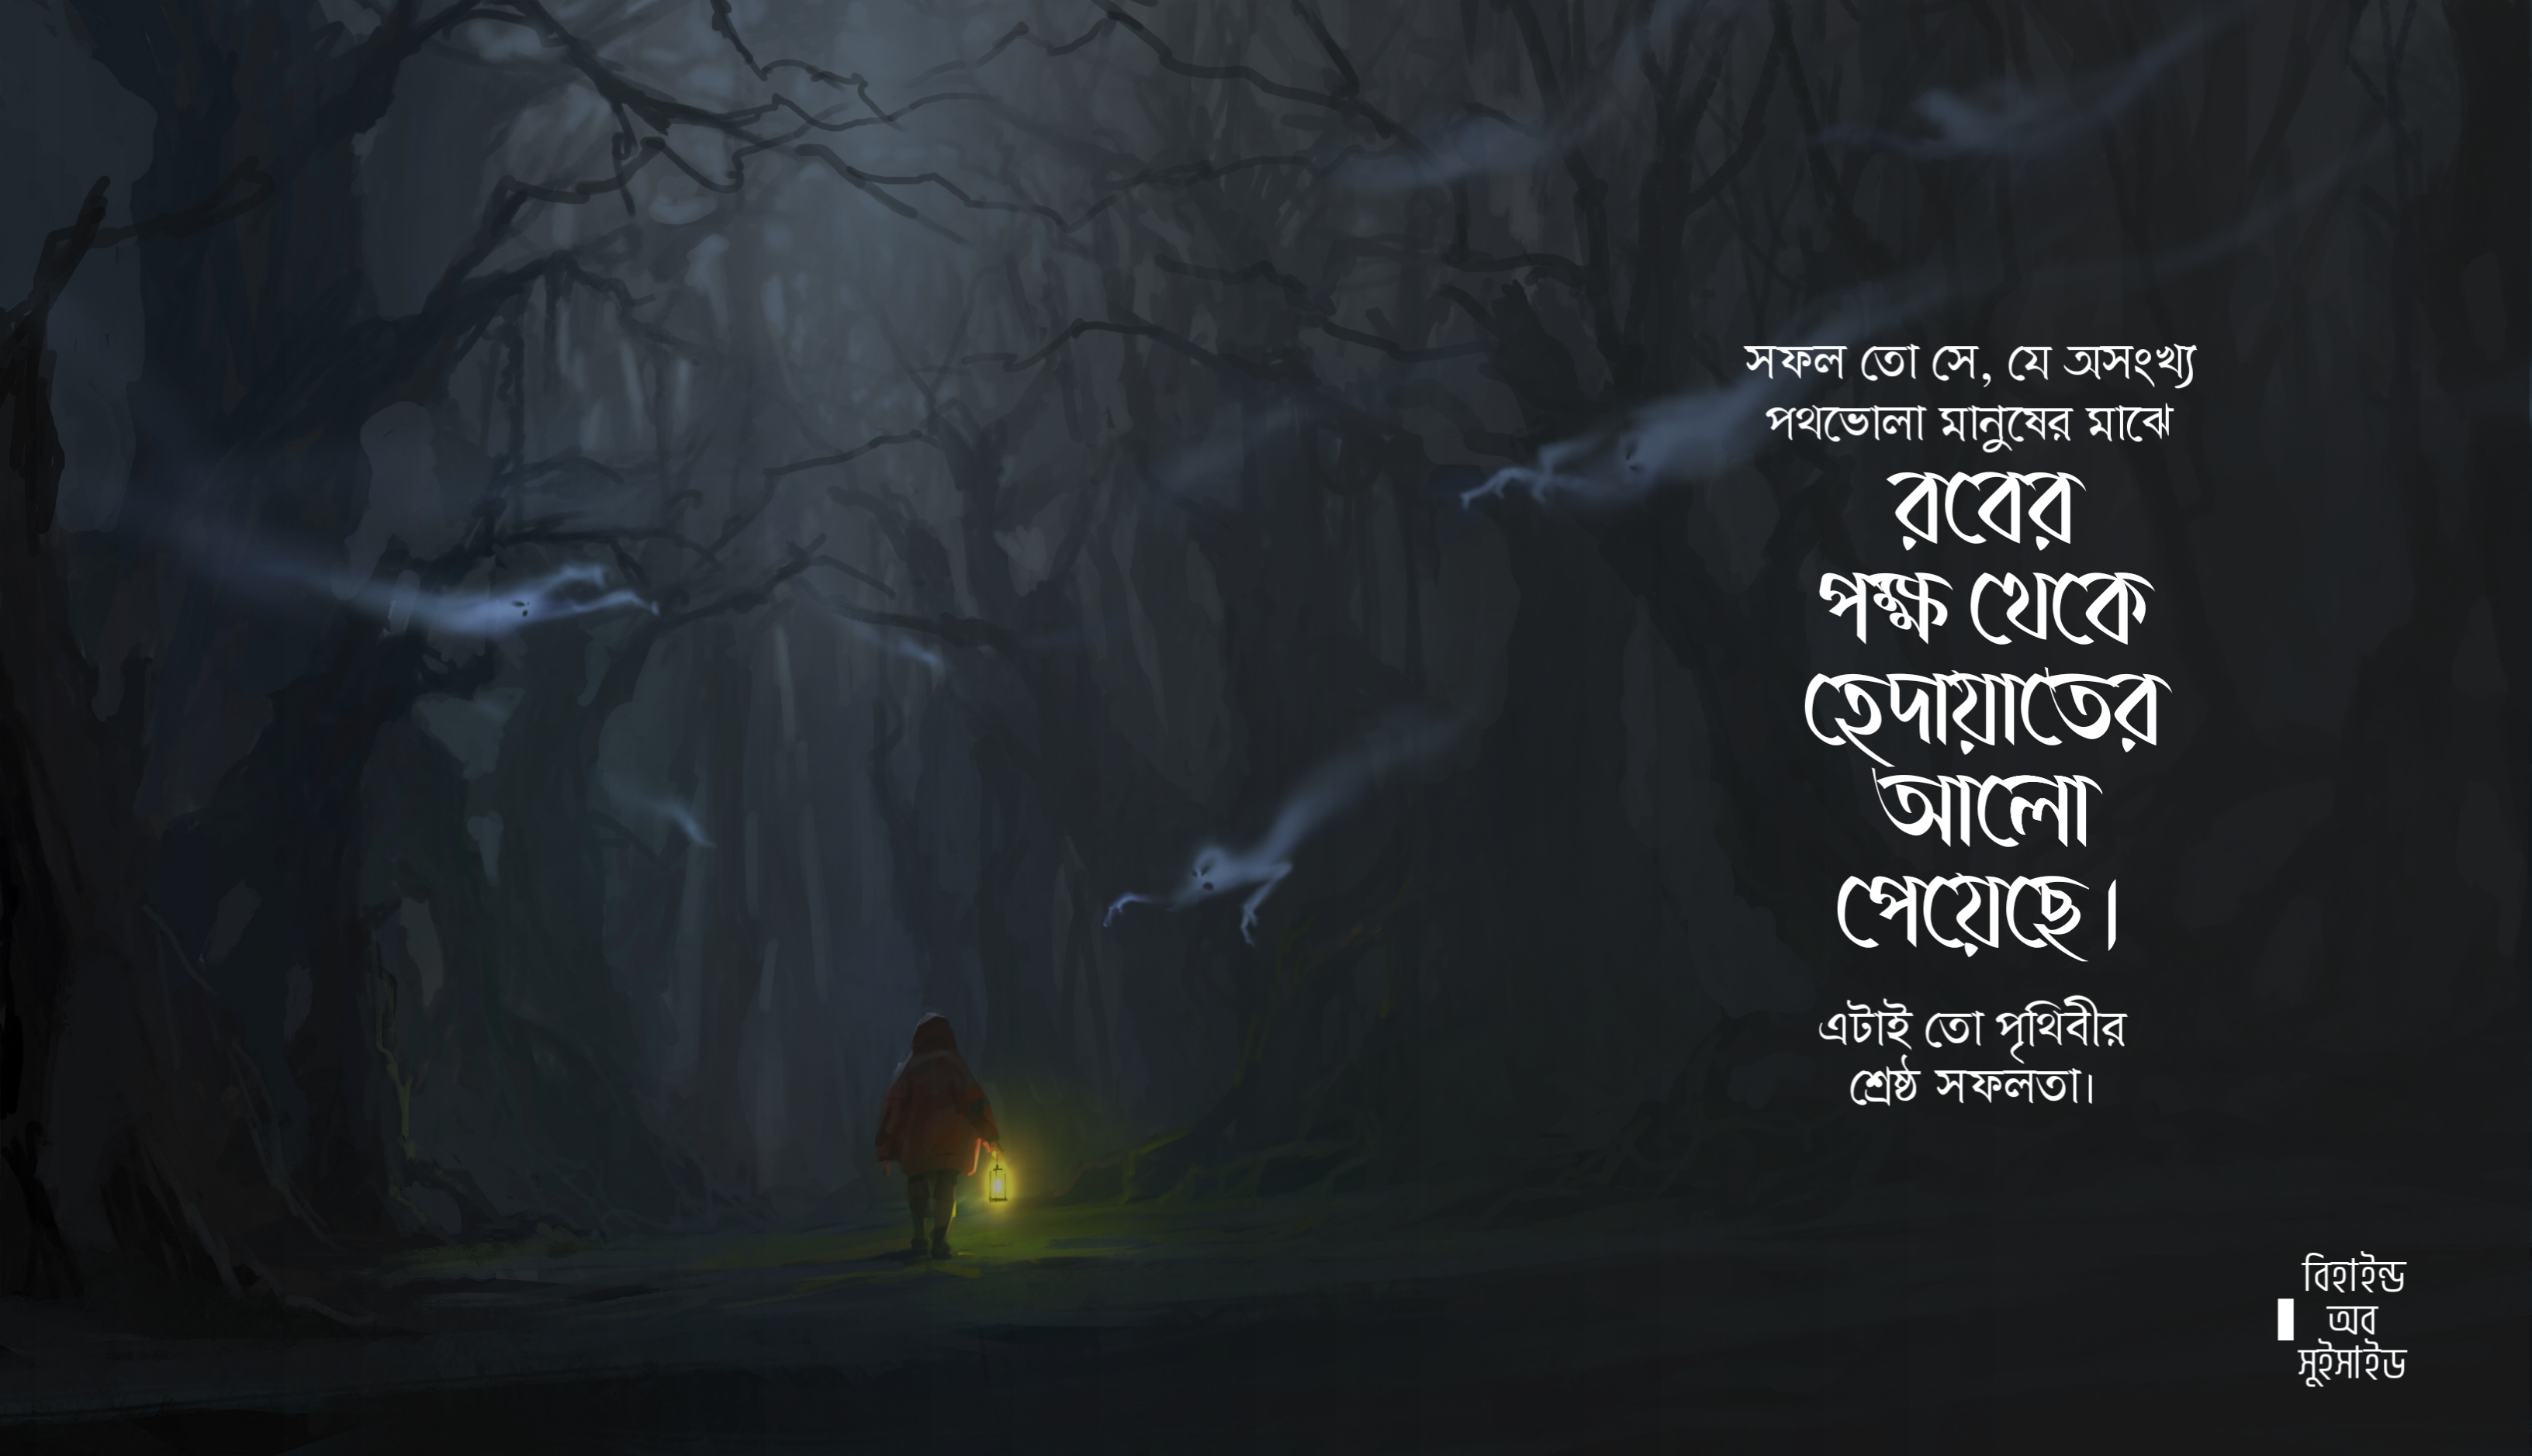 সফল তো সে, যে অসংখ্য
পথভোলা মানুষের মাঝে
রবের
পক্ষ থেকে
হেদায়াতের
আলো
পেয়েছে।
এটাই তো পৃথিবীর
শ্রেষ্ঠ সফলতা।
বিহাইন্ড
অব
সুইসাইড